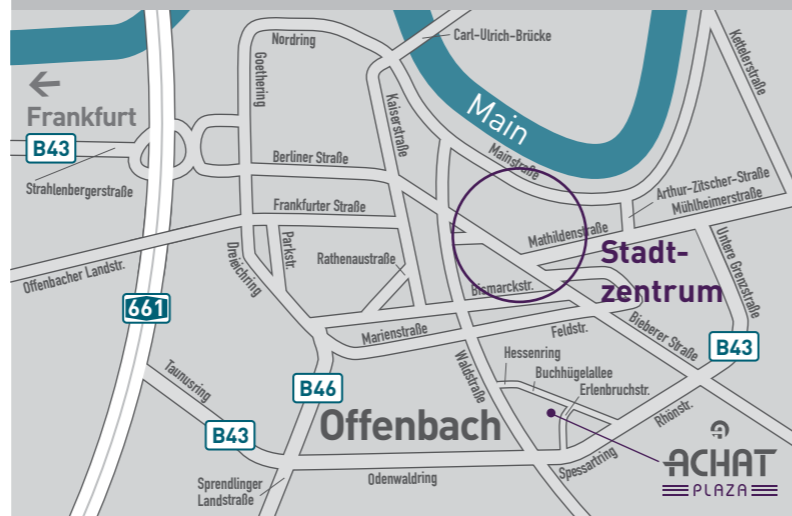 Nordring
Carl-Ulrich-Brücke
Goethering
Kaiserstraße
Kettelerstraße
Frankfurt
B43
Strahlenbergerstraße
Main
Mainstraße
Berliner Straße
Frankfurter Straße
Arthur-Zitscher-Straße
Mühlheimerstraße
Mathildenstraße
Offenbacher Landstr.
Dreieichring
Parkstr.
Rathenaustraße
Stadt-
zentrum
Untere Grenzstraße
661
Bismarckstr.
Marienstraße
Feldstr.
Bieberer Straße
B43
Taunusring
B46
Waldstraße
Hessenring
Buchhügelallee
Erlenbruchstr.
B43
Offenbach
Rhönstr.
Spessartring
Odenwaldring
Sprendlinger
Landstraße
ACHAT
PLAZA